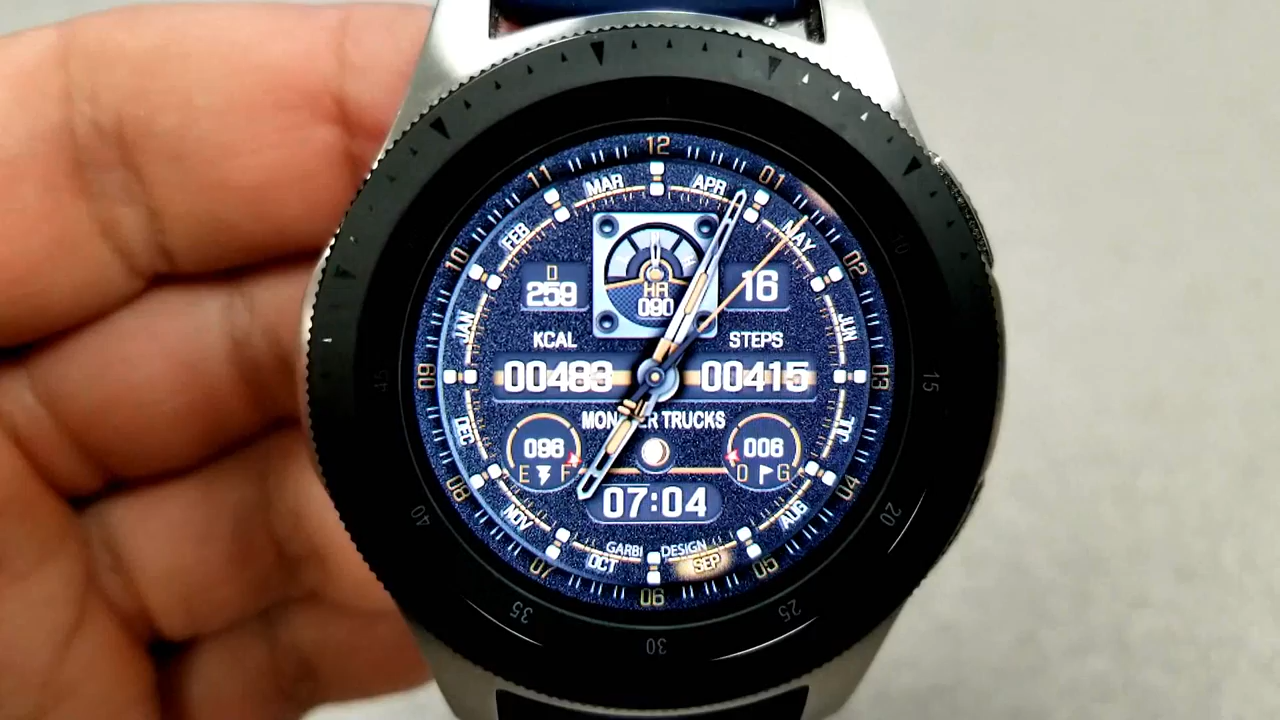 12
11
01
MAR
APR
FEB
MAY
10
02
D
259
HR
090
16
JAN
JUN
KCAL
STEPS
09
00483
00415
03
15
45
DEC
MON
ER TRUCKS
JUL
096
006
E F
D G
08
04
07:04
NOV
AUG
40
20
GARBI DESIGN
OCT
SEP
07
05
06
35
25
30